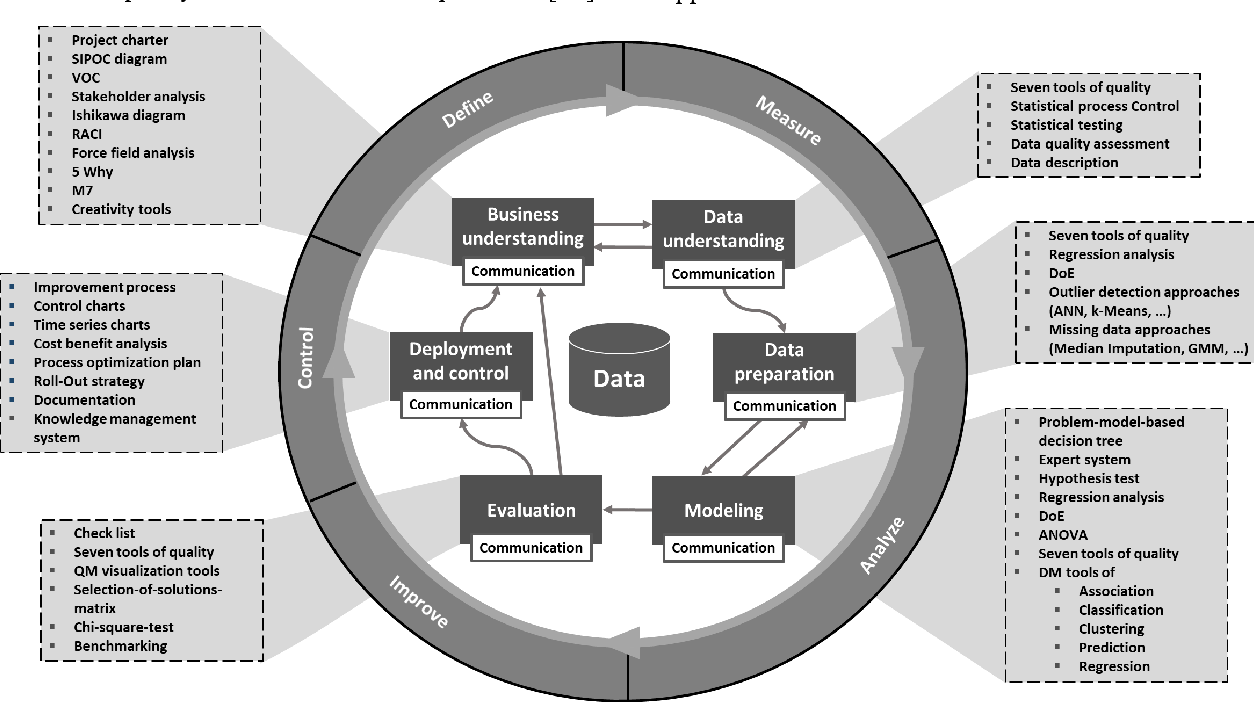 Project charter
SIPOC diagram
VOC
Stakeholder analysis
Ishikawa diagram
RACI
Force field analysis
5 Why
M7
Creativity tools
Define
Measure
Seven tools of quality
Statistical process Control
Statistical testing
Data quality assessment
Data description
Business
understanding
Communication
Data
understanding
Communication
Seven tools of quality
Regression analysis
DoE
Outlier detection approaches
(ANN, k-Means, ...)
Missing data approaches
(Median Imputation, GMM, ...)
Improvement process
Control charts
Time series charts
Cost benefit analysis
Process optimization plan
Roll-Out strategy
Documentation
Knowledge management
system
Control
Deployment
and control
Communication
Data
Data
preparation
Communication
Problem-model-based
decision tree
Expert system
Hypothesis test
Regression analysis
DoE
ANOVA
Seven tools of quality
DM tools of
Association
Classification
Clustering
Prediction
Regression
Evaluation
Communication
Modeling
Communication
Analyze
Improve
Check list
Seven tools of quality
QM visualization tools
Selection-of-solutions-
matrix
Chi-square-test
Benchmarking